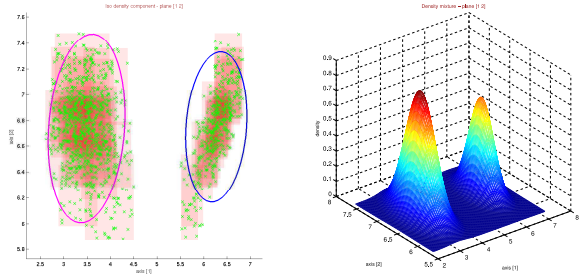 Iso density component - plane [1 2]
7.6
7.4
7.2
7
6.8
6.6
6.4
6.2
6
5.8
axis [2]
2.5 3 3.5 4 4.5 5 5.5 6 6.5 7
axis [1]
Density mixture - plane [1 2]
0.9
0.8
0.7
0.6
0.5
0.4
0.3
0.2
0.1
0
density
8
7.5
7
6.5
6
5.5
axis [2]
2 3 4 5 6 7 8
axis [1]